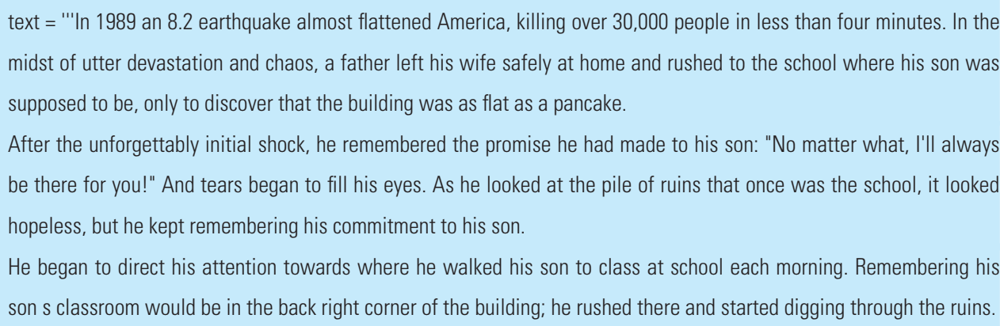 text = '''In 1989 an 8.2 earthquake almost flattened America, killing over 30,000 people in less than four minutes. In the
midst of utter devastation and chaos, a father left his wife safely at home and rushed to the school where his son was
supposed to be, only to discover that the building was as flat as a pancake.
After the unforgettably initial shock, he remembered the promise he had made to his son: "No matter what, I'll always
be there for you!" And tears began to fill his eyes. As he looked at the pile of ruins that once was the school, it looked
hopeless, but he kept remembering his commitment to his son.
He began to direct his attention towards where he walked his son to class at school each morning. Remembering his
son s classroom would be in the back right corner of the building; he rushed there and started digging through the ruins.